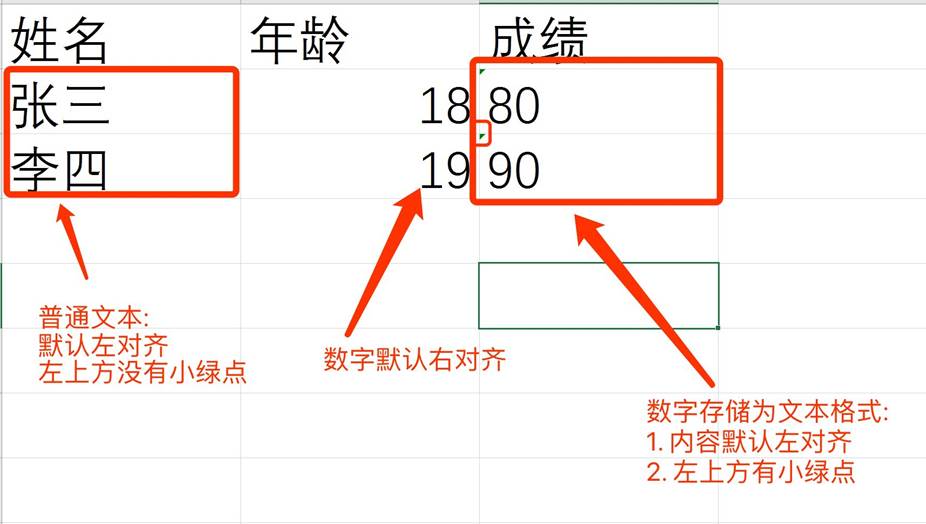 姓名 年龄 成绩
张三 18 80
李四 19 90
普通文本:
默认左对齐
左上方没有小绿点
数字默认右对齐
数字存储为文本格式:
1. 内容默认左对齐
2. 左上方有小绿点